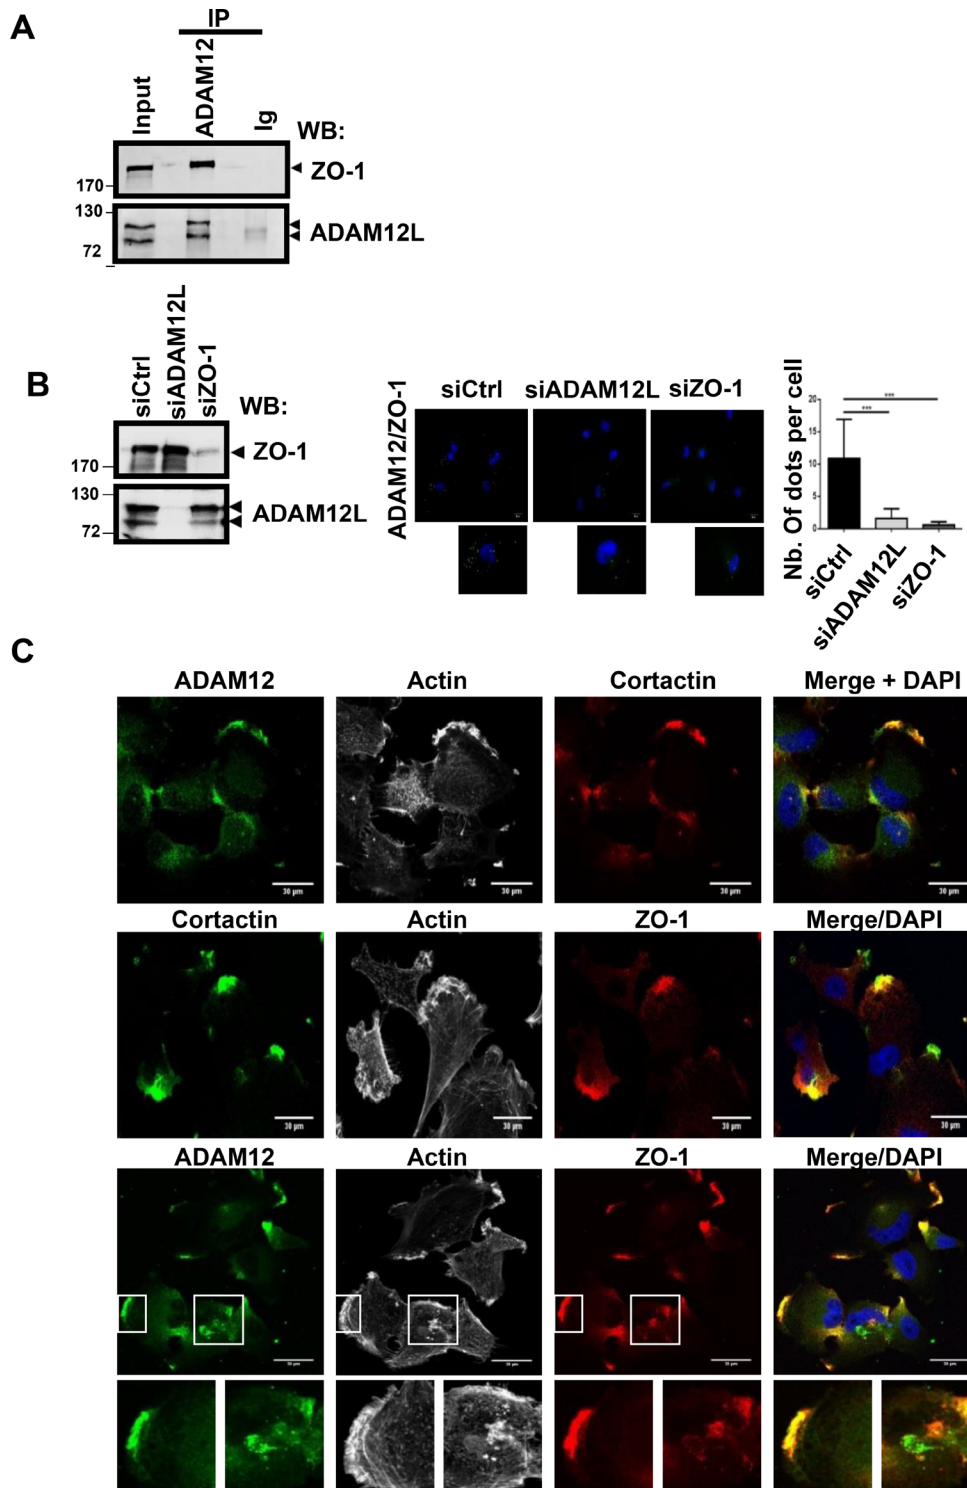 A
IP
Input
ADAM12
Ig
WB:
ZO-1
170
130
ADAM12L
72
B
siCtrl
siADAM12L
siZO-1
WB:
ZO-1
170
130
ADAM12L
72
ADAM12/ZO-1
siCtrl
siADAM12L
siZO-1
Nb. Of dots per cell
20
15
10
5
0
***
***
siCtrl
siADAM12L
siZO-1
C
ADAM12
Actin
Cortactin
Merge + DAPI
30 µm
30 µm
30 µm
30 µm
Cortactin
Actin
ZO-1
Merge/DAPI
30 µm
30 µm
30 µm
30 µm
ADAM12
Actin
ZO-1
Merge/DAPI